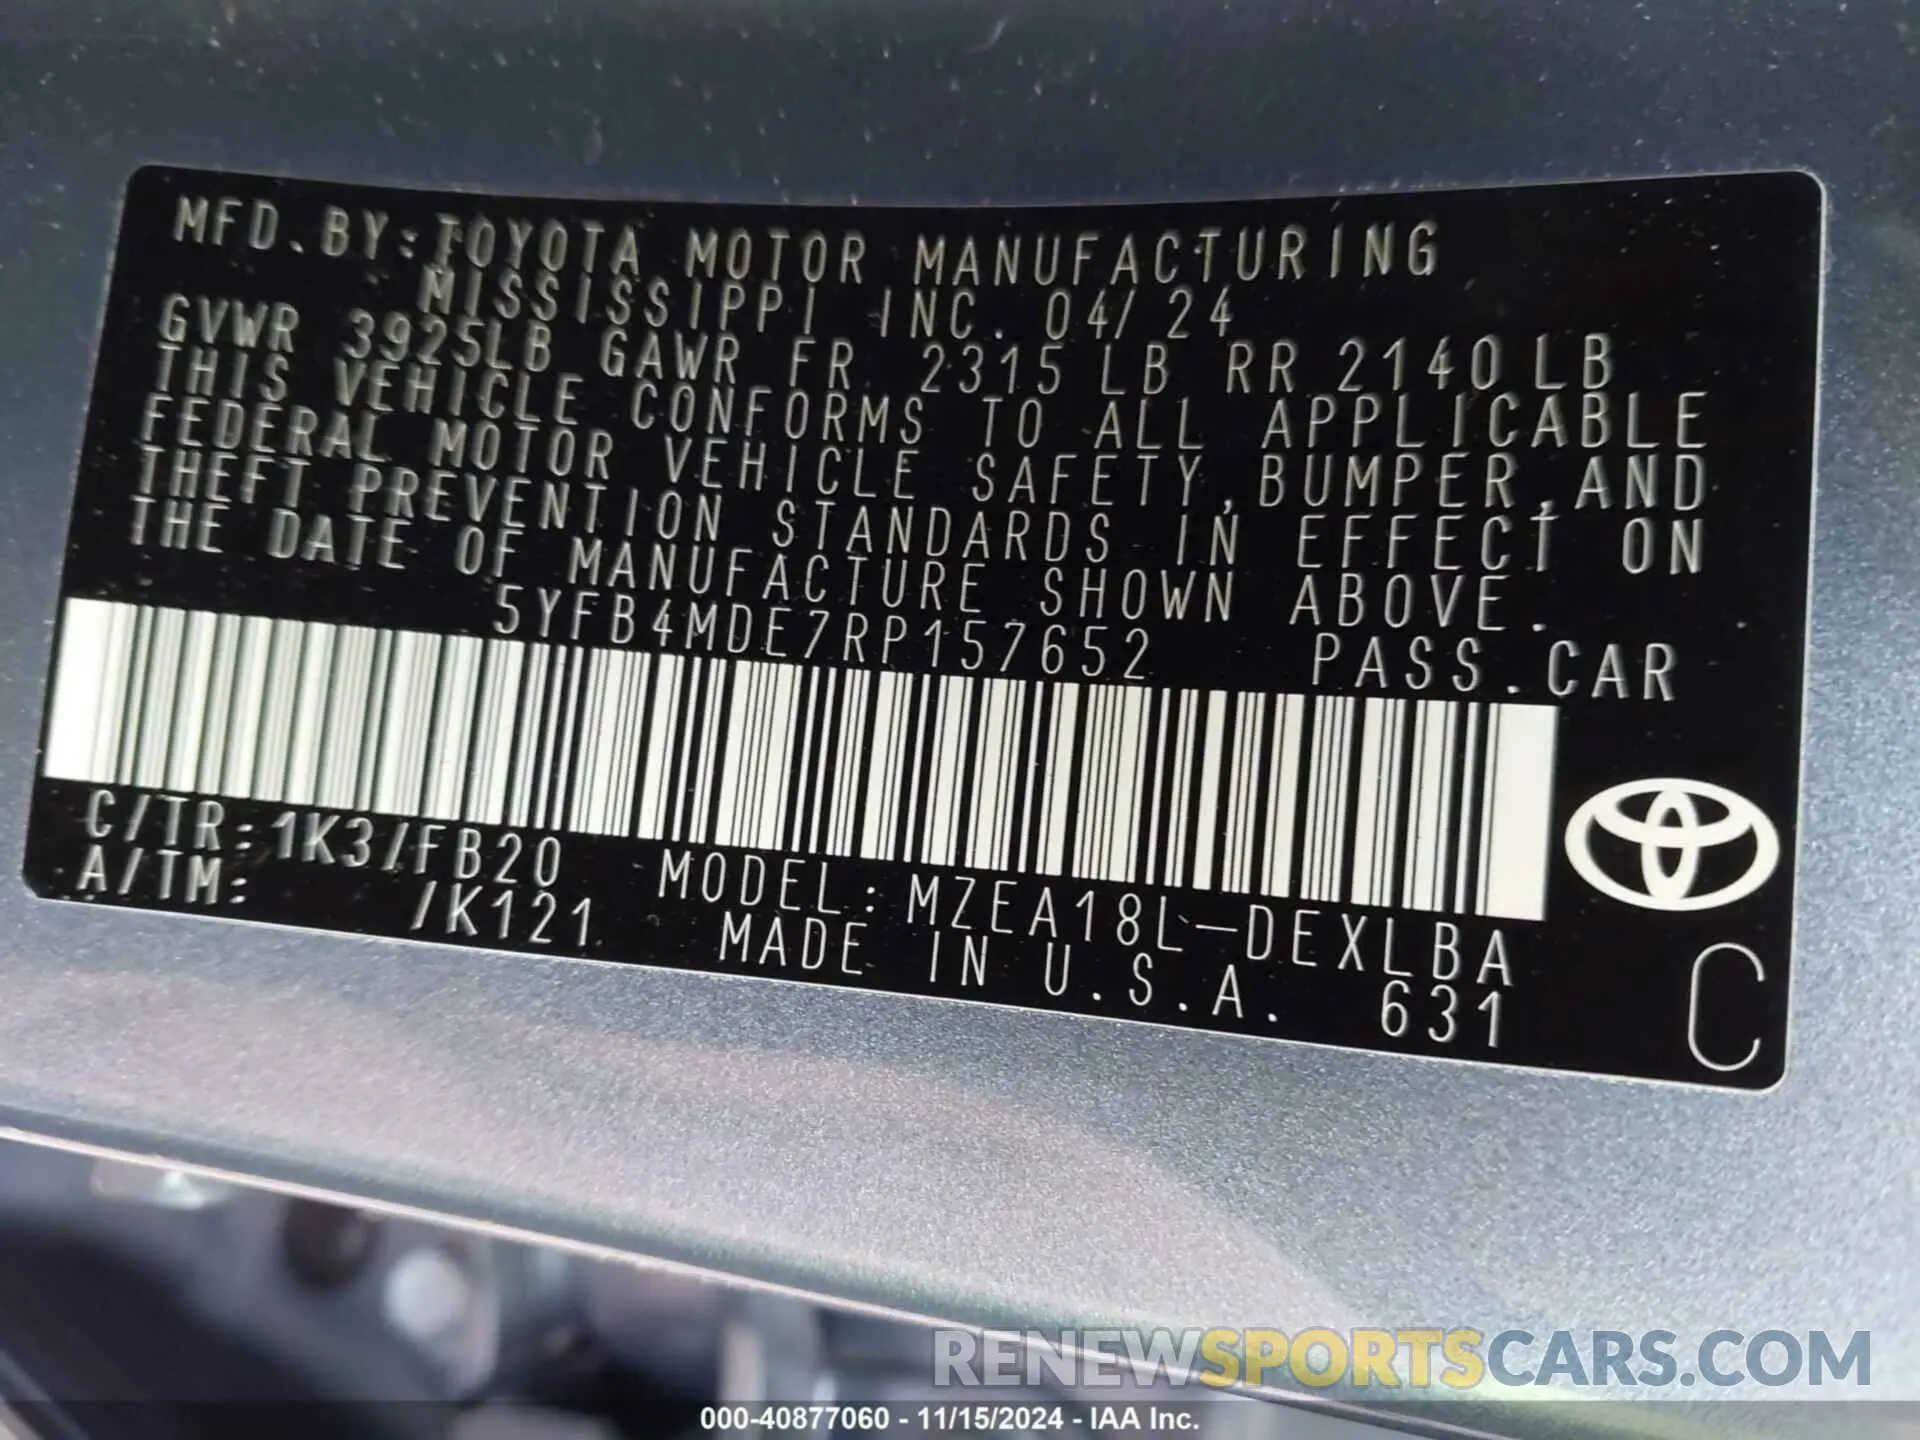 MFD.BY:TOYOTA MOTOR MANUFACTURING
MISSISSIPPI INC. 04/24
GVWR 3925LB GAWR FR 2315LB RR 2140LB
THIS VEHICLE CONFORMS TO ALL APPLICABLE
FEDERAL MOTOR VEHICLE SAFETY,BUMPER,AND
THEFT PREVENTION STANDARDS IN EFFECT ON
THE DATE OF MANUFACTURE SHOWN ABOVE.
5YFB4MDE7RP157652 PASS.CAR
C/TR:1K3/FB20 MODEL:MZEA18L-DEXLBA
A/TM: /K121 MADE IN U.S.A. 631
C
RENEWSPORTSCARS.COM
000-40877060 - 11/15/2024 - IAA Inc.